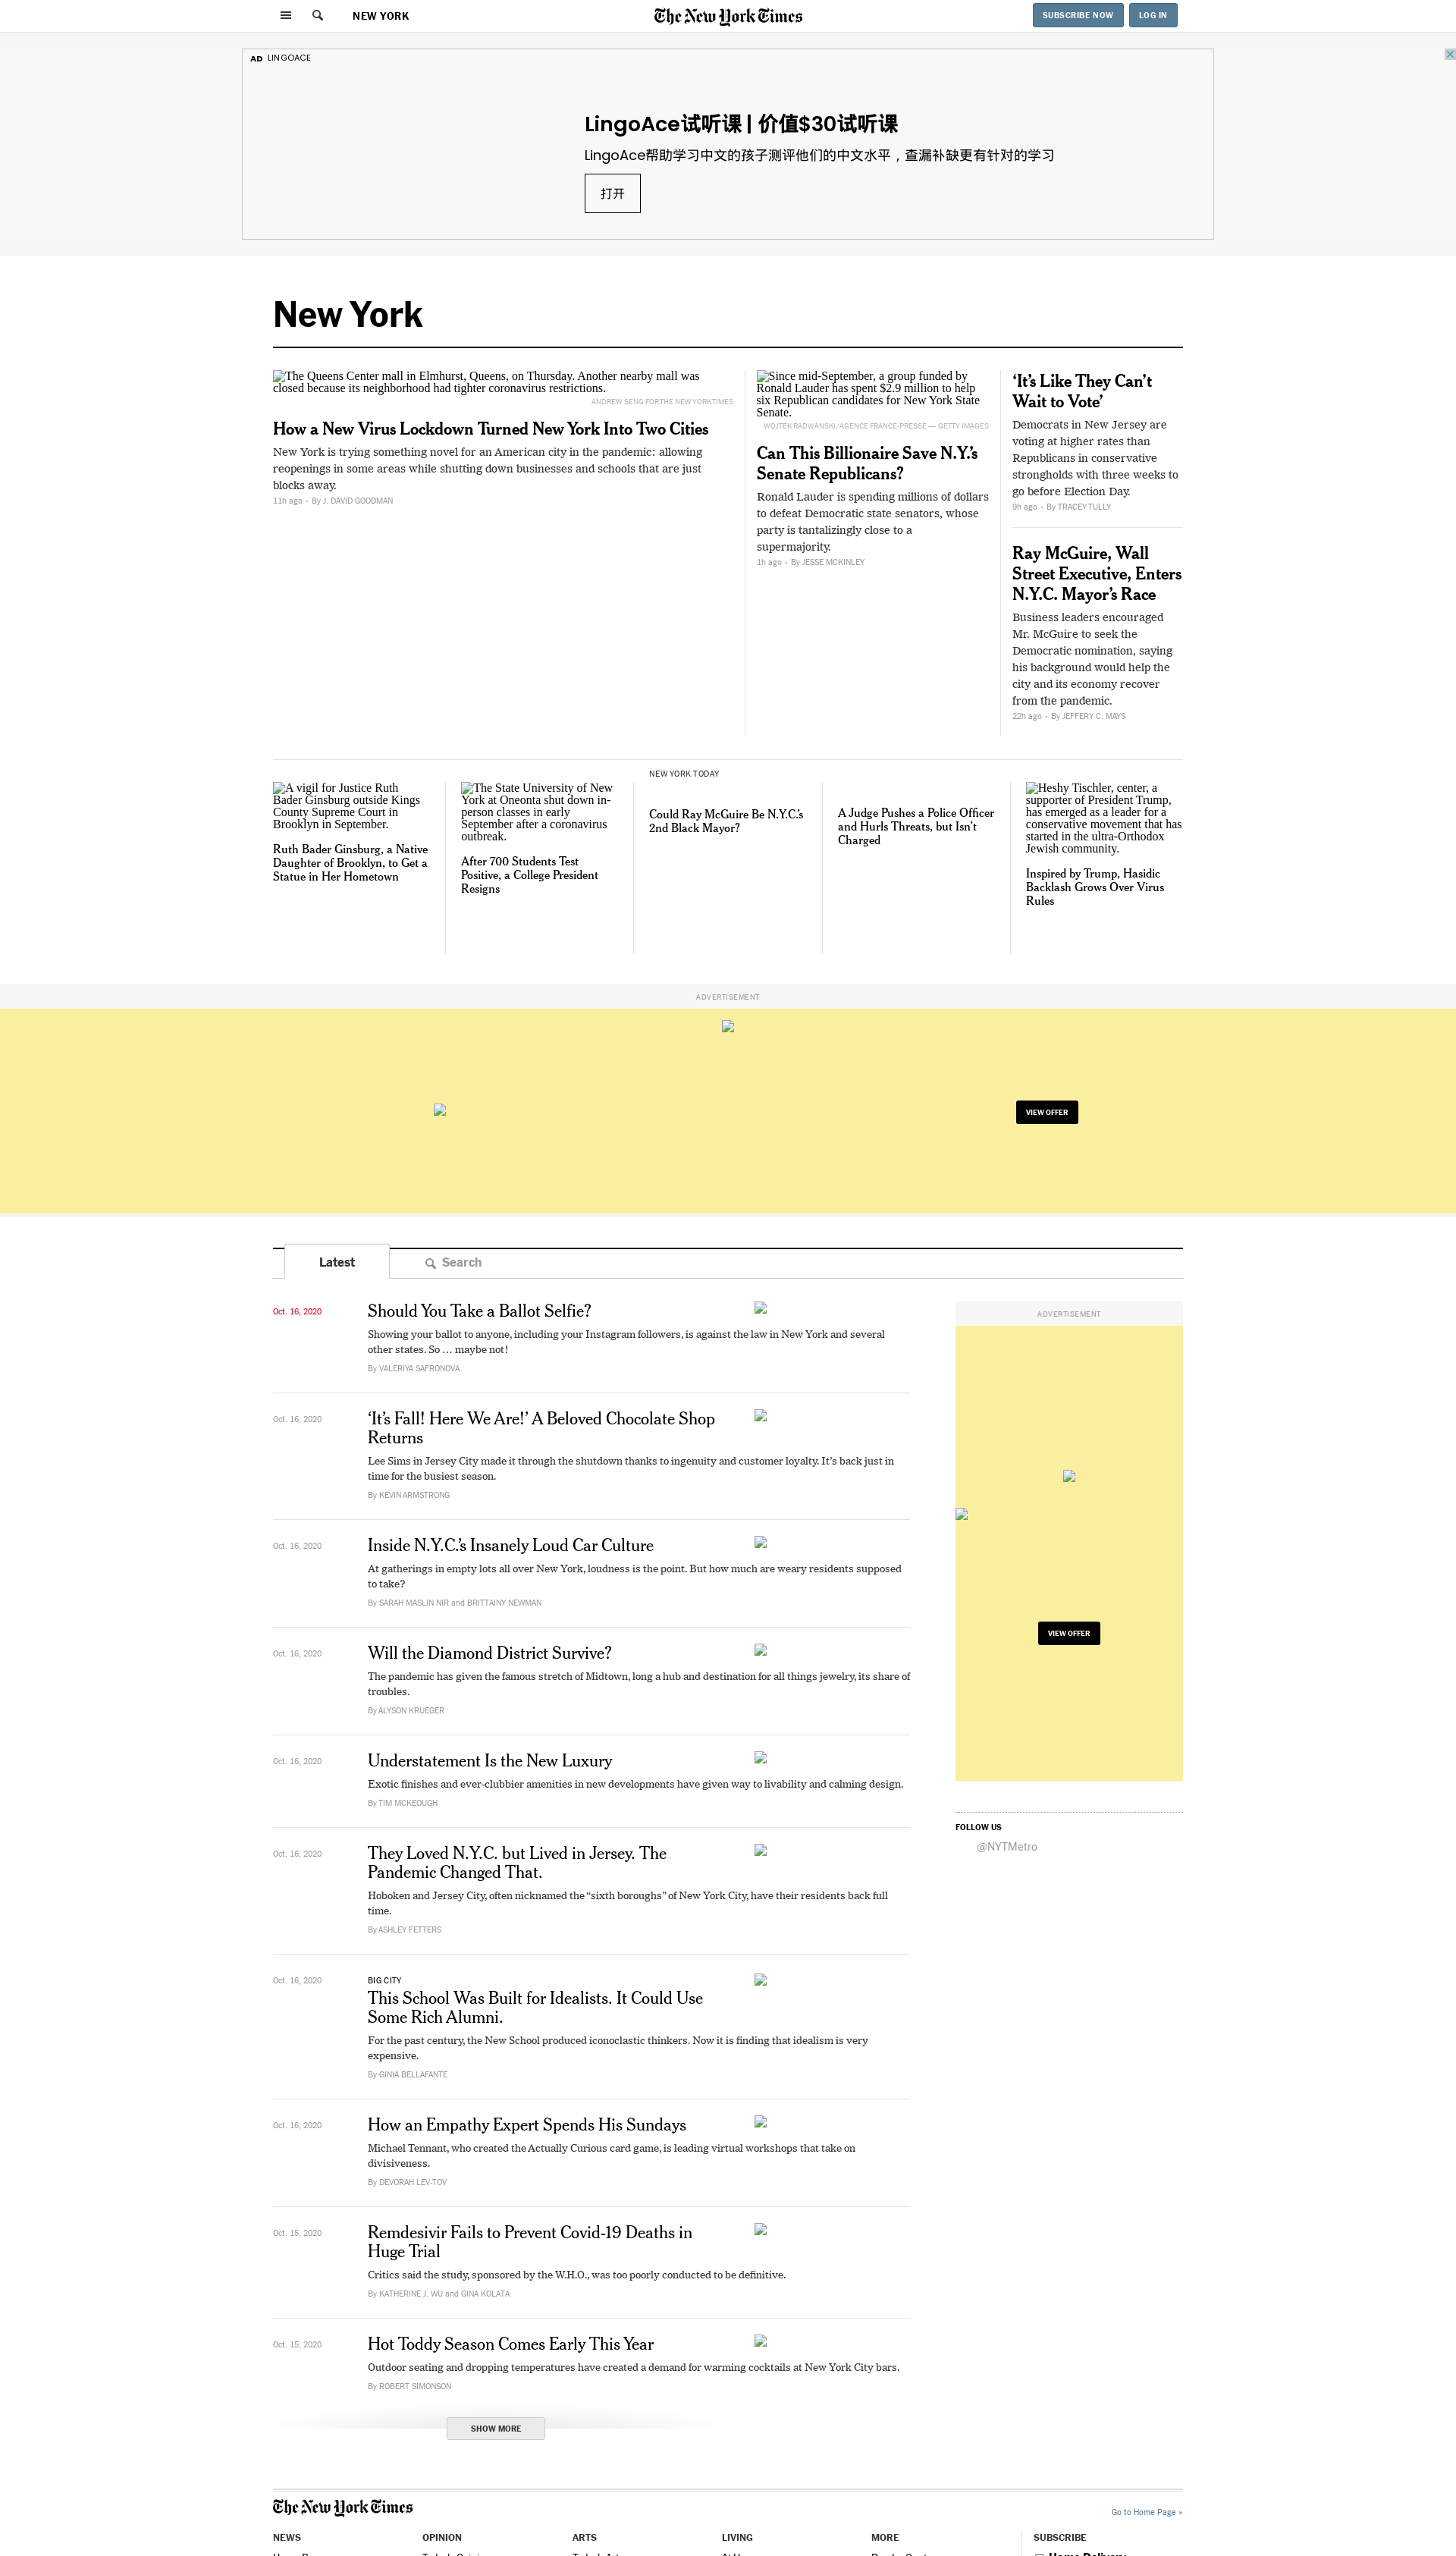 NEW YORK
The New York Times
SUBSCRIBE NOW
LOG IN
AD LINGOACE
LingoAce试听课 | 价值$30试听课
LingoAce帮助学习中文的孩子测评他们的中文水平，查漏补缺更有针对的学习
打开
New York
The Queens Center mall in Elmhurst, Queens, on Thursday. Another nearby mall was
closed because its neighborhood had tighter coronavirus restrictions.
ANDREW SENG FOR THE NEW YORK TIMES
How a New Virus Lockdown Turned New York Into Two Cities
New York is trying something novel for an American city in the pandemic: allowing
reopenings in some areas while shutting down businesses and schools that are just
blocks away.
11h ago • By J. DAVID GOODMAN
Since mid-September, a group funded by
Ronald Lauder has spent $2.9 million to help
six Republican candidates for New York State
Senate.
WOJTEK RADWANSKI/AGENCE FRANCE-PRESSE — GETTY IMAGES
Can This Billionaire Save N.Y.’s
Senate Republicans?
Ronald Lauder is spending millions of dollars
to defeat Democratic state senators, whose
party is tantalizingly close to a
supermajority.
1h ago • By JESSE MCKINLEY
‘It’s Like They Can’t
Wait to Vote’
Democrats in New Jersey are
voting at higher rates than
Republicans in conservative
strongholds with three weeks to
go before Election Day.
9h ago • By TRACEY TULLY
Ray McGuire, Wall
Street Executive, Enters
N.Y.C. Mayor’s Race
Business leaders encouraged
Mr. McGuire to seek the
Democratic nomination, saying
his background would help the
city and its economy recover
from the pandemic.
22h ago • By JEFFERY C. MAYS
A vigil for Justice Ruth
Bader Ginsburg outside Kings
County Supreme Court in
Brooklyn in September.
Ruth Bader Ginsburg, a Native
Daughter of Brooklyn, to Get a
Statue in Her Hometown
The State University of New
York at Oneonta shut down in-
person classes in early
September after a coronavirus
outbreak.
After 700 Students Test
Positive, a College President
Resigns
NEW YORK TODAY
Could Ray McGuire Be N.Y.C.’s
2nd Black Mayor?
A Judge Pushes a Police Officer
and Hurls Threats, but Isn’t
Charged
Heshy Tischler, center, a
supporter of President Trump,
has emerged as a leader for a
conservative movement that has
started in the ultra-Orthodox
Jewish community.
Inspired by Trump, Hasidic
Backlash Grows Over Virus
Rules
ADVERTISEMENT
VIEW OFFER
Latest
Search
Oct. 16, 2020
Should You Take a Ballot Selfie?
Showing your ballot to anyone, including your Instagram followers, is against the law in New York and several
other states. So … maybe not!
By VALERIYA SAFRONOVA
Oct. 16, 2020
‘It’s Fall! Here We Are!’ A Beloved Chocolate Shop
Returns
Lee Sims in Jersey City made it through the shutdown thanks to ingenuity and customer loyalty. It’s back just in
time for the busiest season.
By KEVIN ARMSTRONG
Oct. 16, 2020
Inside N.Y.C.’s Insanely Loud Car Culture
At gatherings in empty lots all over New York, loudness is the point. But how much are weary residents supposed
to take?
By SARAH MASLIN NIR and BRITTAINY NEWMAN
Oct. 16, 2020
Will the Diamond District Survive?
The pandemic has given the famous stretch of Midtown, long a hub and destination for all things jewelry, its share of
troubles.
By ALYSON KRUEGER
Oct. 16, 2020
Understatement Is the New Luxury
Exotic finishes and ever-clubbier amenities in new developments have given way to livability and calming design.
By TIM MCKEOUGH
Oct. 16, 2020
They Loved N.Y.C. but Lived in Jersey. The
Pandemic Changed That.
Hoboken and Jersey City, often nicknamed the “sixth boroughs” of New York City, have their residents back full
time.
By ASHLEY FETTERS
Oct. 16, 2020
BIG CITY
This School Was Built for Idealists. It Could Use
Some Rich Alumni.
For the past century, the New School produced iconoclastic thinkers. Now it is finding that idealism is very
expensive.
By GINIA BELLAFANTE
Oct. 16, 2020
How an Empathy Expert Spends His Sundays
Michael Tennant, who created the Actually Curious card game, is leading virtual workshops that take on
divisiveness.
By DEVORAH LEV-TOV
Oct. 15, 2020
Remdesivir Fails to Prevent Covid-19 Deaths in
Huge Trial
Critics said the study, sponsored by the W.H.O., was too poorly conducted to be definitive.
By KATHERINE J. WU and GINA KOLATA
Oct. 15, 2020
Hot Toddy Season Comes Early This Year
Outdoor seating and dropping temperatures have created a demand for warming cocktails at New York City bars.
By ROBERT SIMONSON
SHOW MORE
ADVERTISEMENT
VIEW OFFER
FOLLOW US
@NYTMetro
The New York Times
Go to Home Page »
NEWS
OPINION
ARTS
LIVING
MORE
SUBSCRIBE